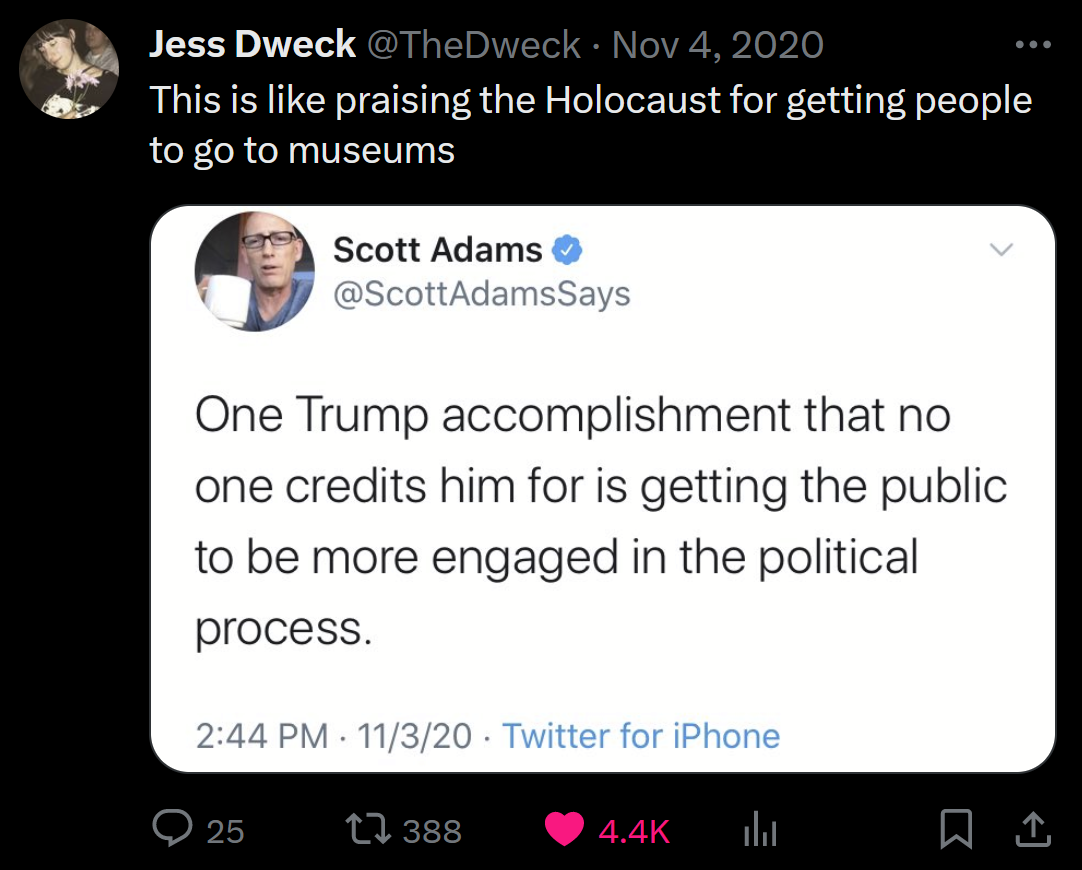 Jess Dweck @TheDweck · Nov 4, 2020
This is like praising the Holocaust for getting people
to go to museums
Scott Adams
@ScottAdamsSays
One Trump accomplishment that no
one credits him for is getting the public
to be more engaged in the political
process.
2:44 PM · 11/3/20 · Twitter for iPhone
25 388 4.4K